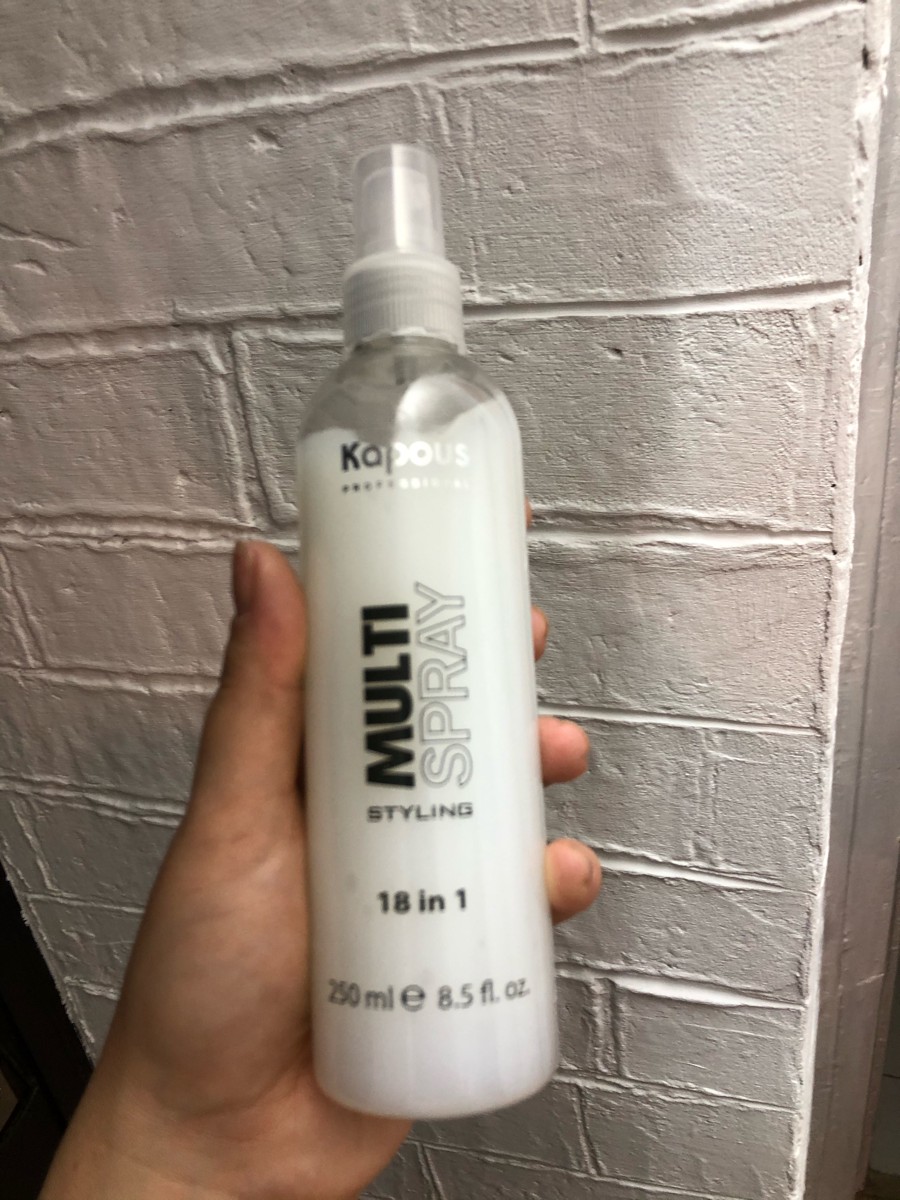 Kapous
PROFESSIONAL
MULTI
SPRAY
STYLING
18 in 1
250 ml e 8.5 fl. oz.